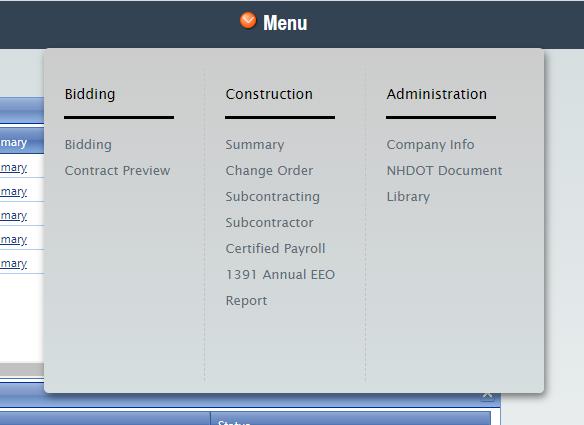 Menu
Bidding
Bidding
Contract Preview
Construction
Summary
Change Order
Subcontracting
Subcontractor
Certified Payroll
1391 Annual EEO
Report
Administration
Company Info
NHDOT Document
Library
mary
mary
mary
mary
mary
mary
Status